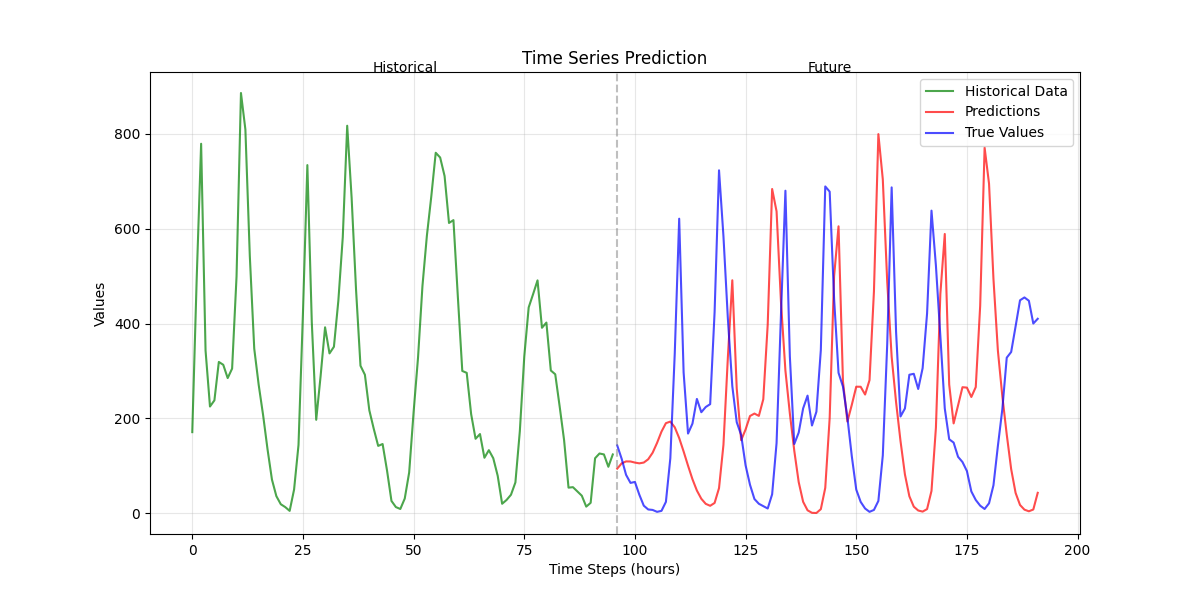 Time Series Prediction
Historical
Future
Historical Data
Predictions
True Values
Values
800
600
400
200
0
0
25
50
75
100
125
150
175
200
Time Steps (hours)